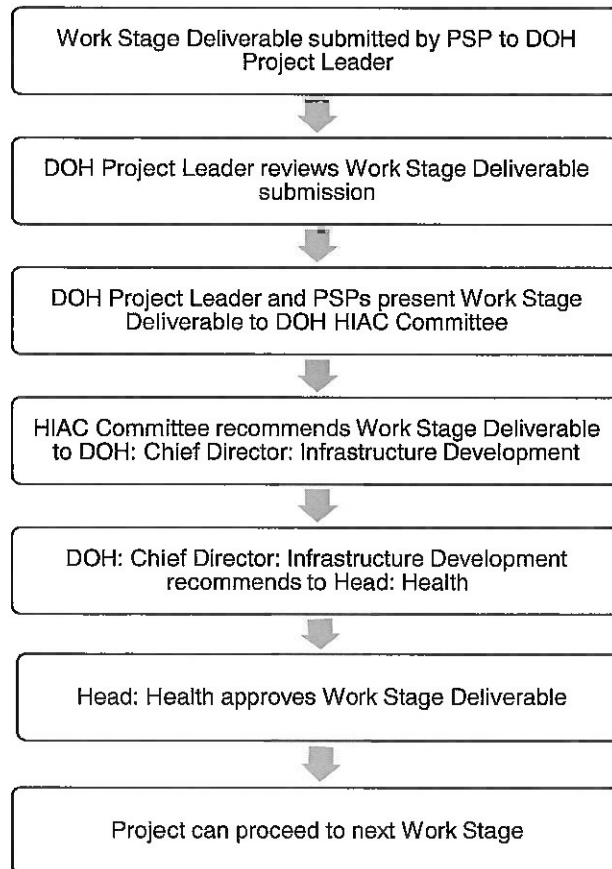 Work Stage Deliverable submitted by PSP to DOH
Project Leader
DOH Project Leader reviews Work Stage Deliverable
submission
DOH Project Leader and PSPs present Work Stage
Deliverable to DOH HIAC Committee
HIAC Committee recommends Work Stage Deliverable
to DOH: Chief Director: Infrastructure Development
DOH: Chief Director: Infrastructure Development
recommends to Head: Health
Head: Health approves Work Stage Deliverable
Project can proceed to next Work Stage